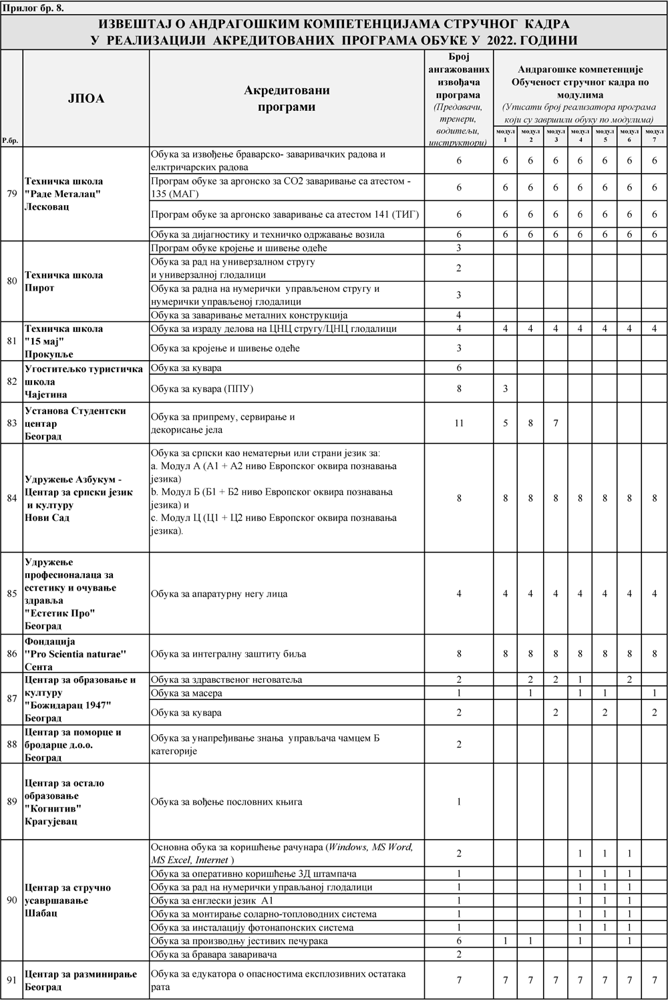 Прилог бр. 8.
ИЗВЕШТАЈ О АНДРАГОШКИМ КОМПЕТЕНЦИЈАМА СТРУЧНОГ КАДРА
У РЕАЛИЗАЦИЈИ АКРЕДИТОВАНИХ ПРОГРАМА ОБУКЕ У 2022. ГОДИНИ
Р.бр.
ЈПОА
Акредитовани
програми
Број
ангажованих
извођача
програма
(Предавачи,
тренери,
водитељи,
инструктори)
Андрагошке компетенције
Обученост стручног кадра по
модулима
(Уписати број реализатора програма
који су завршили обуку по модулима)
модул 1 модул 2 модул 3 модул 4 модул 5 модул 6 модул 7
79
Техничка школа
"Раде Металац"
Лесковац
Обука за извођење браварско- заваривачких радова и
елктричарских радова
6 6 6 6 6 6 6 6
Програм обуке за аргонско за СО2 заваривање са атестом -
135 (МАГ)
6 6 6 6 6 6 6 6
Програм обуке за аргонско заваривање са атестом 141 (ТИГ)
6 6 6 6 6 6 6 6
Обука за дијагностику и техничко одржавање возила 6 6 6 6 6 6 6 6
80
Техничка школа
Пирот
Програм обуке кројење и шивење одеће 3
Обука за рад на универзалном стругу
и универзалној глодалици
2
Обука за радна на нумерички управљеном стругу и
нумерички управљеној глодалици
3
Обука за заваривање металних конструкција 4
81
Техничка школа
"15 мај"
Прокупље
Обука за израду делова на ЦНЦ стругу/ЦНЦ глодалици 4 4 4 4 4 4 4 4
Обука за кројење и шивење одеће 3
82
Угоститељко туристичка
школа
Чајетина
Обука за кувара 6
Обука за кувара (ППУ) 8 3
83
Установа Студентски
центар
Београд
Обука за припрему, сервирање и
декорисање јела
11 5 8 7
84
Удружење Азбукум -
Центар за српски језик
и културу
Нови Сад
Обука за српски као нематерњи или страни језик за:
a. Модул А (А1 + А2 ниво Европског оквира познавања
језика)
b. Модул Б (Б1 + Б2 ниво Европског оквира познавања
језика) и
c. Модул Ц (Ц1 + Ц2 ниво Европског оквира познавања
језика).
8 8 8 8 8 8 8 8
85
Удружење
професионалаца за
естетику и очување
здравља
"Естетик Про"
Београд
Обука за апаратурну негу лица 4 4 4 4 4 4 4 4
86
Фондација
"Pro Scientia naturae"
Сента
Обука за интегралну заштиту биља 8 8 8 8 8 8 8 8
87
Центар за образовање и
културу
"Божидарац 1947"
Београд
Обука за здравственог неговатеља 2 2 2 1 2
Обука за масера 1 1 1 1 1
Обука за кувара 2 2 2 2
88
Центар за поморце и
бродарце д.о.о.
Београд
Обука за унапређивање знања управљача чамцем Б
категорије
2
89
Центар за остало
образовање
"Когнитив"
Крагујевац
Обука за вођење пословних књига 1
90
Центар за стручно
усавршавање
Шабац
Основна обука за коришћење рачунара (Windows, MS Word,
MS Excel, Internet )
2 1 1 1
Обука за оперативно коришћење 3Д штампача 1 1 1 1
Обука за рад на нумерички управљаној глодалици 1 1 1 1
Обука за енглески језик А1 1 1 1 1
Обука за монтирање соларно-топловодних система 1 1 1 1
Обука за инсталацију фотонапонских система 1 1 1 1
Обука за производњу јестивих печурака 6 1 1 1 1
Обука за бравара заваривача 2
91
Центар за разминирање
Београд
Обука за едукатора о опасностима експлозивних остатака
рата
7 7 7 7 7 7 7 7